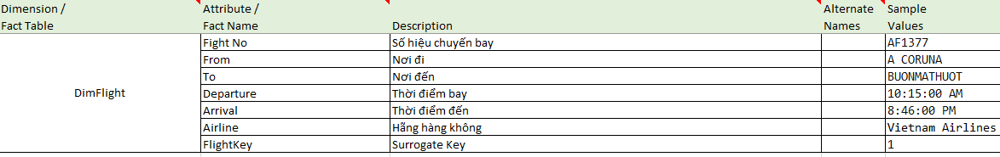 Dimension / Attribute / Alternate Sample
Fact Table Fact Name Description Names Values
Fight No Số hiệu chuyến bay AF1377
From Nơi đi A CORUNA
To Nơi đến BUONMATHUOT
DimFlight Departure Thời điểm bay 10:15:00 AM
Arrival Thời điểm đến 8:46:00 PM
Airline Hãng hàng không Vietnam Airlines
FlightKey Surrogate Key 1